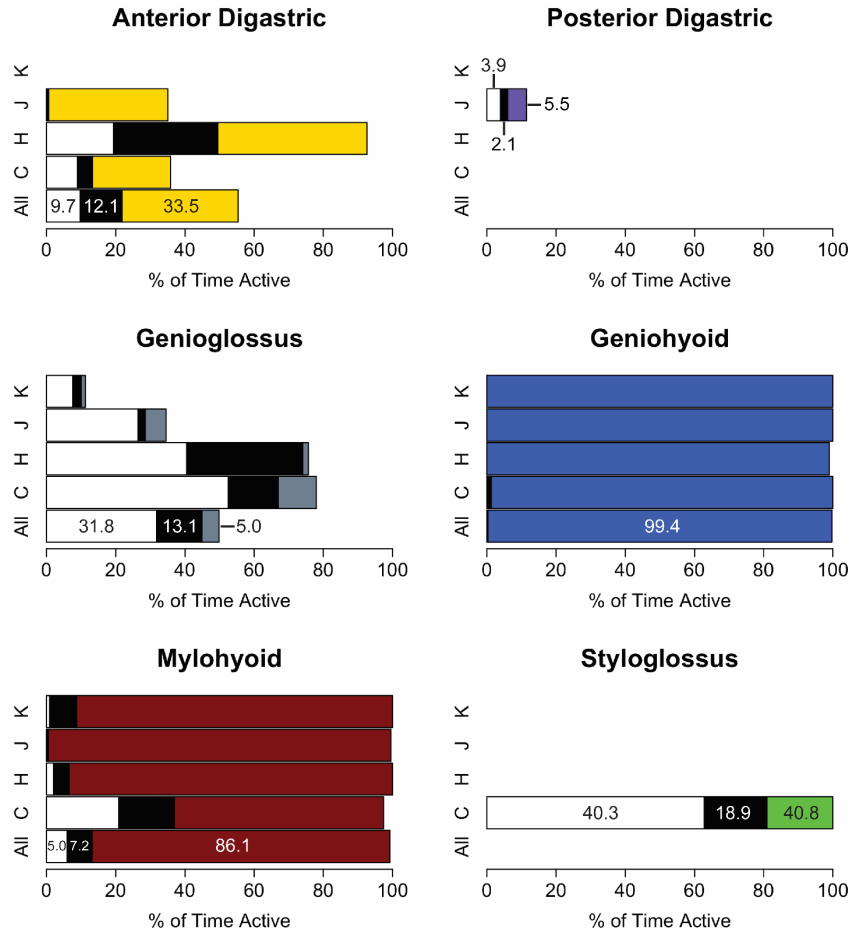 Anterior Digastric
K
J
H
C
All
9.7 12.1 33.5
0 20 40 60 80 100
% of Time Active
Posterior Digastric
K
J
H
C
All
3.9
5.5
2.1
0 20 40 60 80 100
% of Time Active
Genioglossus
K
J
H
C
All
31.8 13.1 5.0
0 20 40 60 80 100
% of Time Active
Geniohyoid
K
J
H
C
All
99.4
0 20 40 60 80 100
% of Time Active
Mylohyoid
K
J
H
C
All
5.0 7.2 86.1
0 20 40 60 80 100
% of Time Active
Styloglossus
K
J
H
C
All
40.3 18.9 40.8
0 20 40 60 80 100
% of Time Active